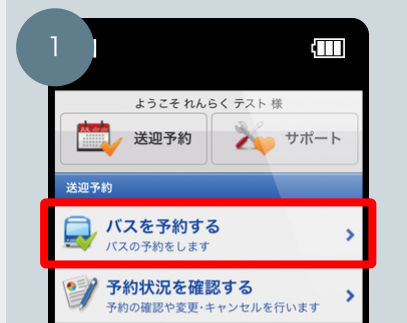 1
ようこそ れんらく テスト 様
送迎予約 サポート
送迎予約
バスを予約する
バスの予約をします
予約状況を確認する
予約の確認や変更・キャンセルを行います